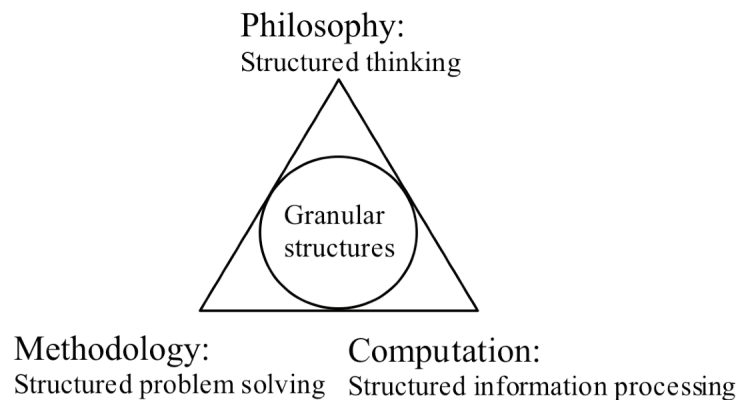 Philosophy:
Structured thinking
Granular
structures
Methodology:
Structured problem solving
Computation:
Structured information processing